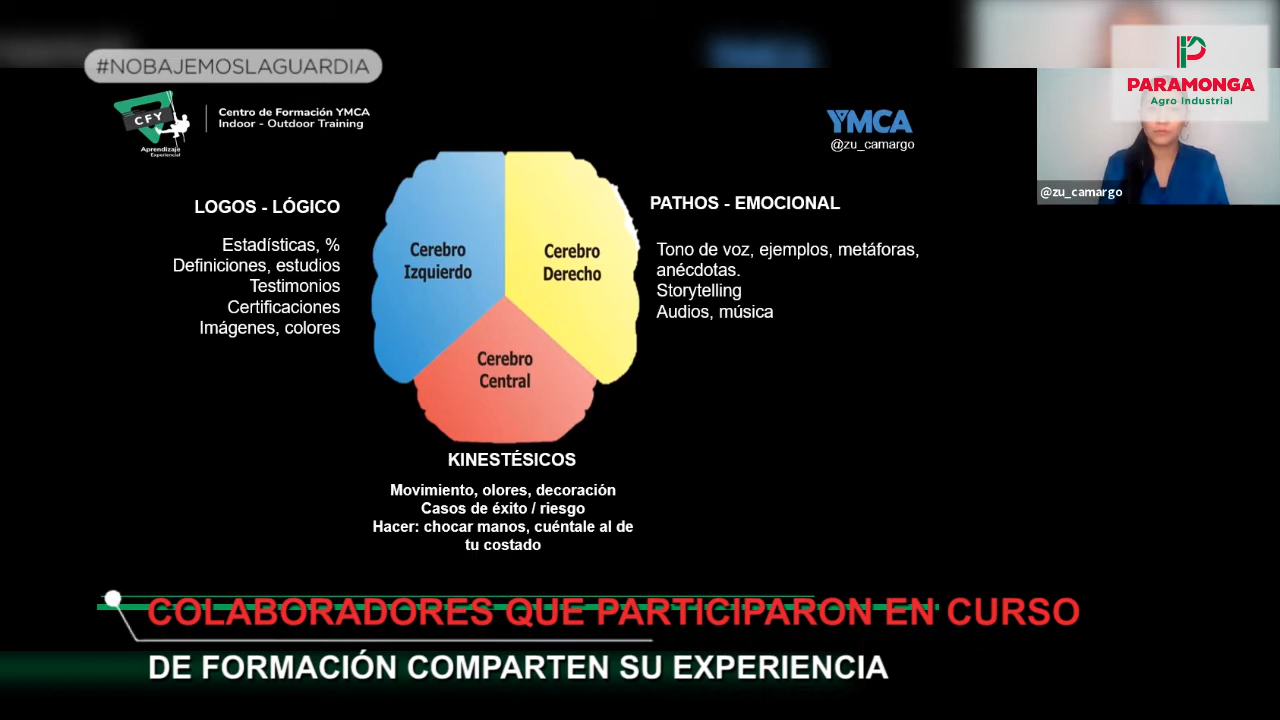 #NOBAJEMOSLAGUARDIA
PARAMONGA
Agro Industrial
CFY
Aprendizaje
Experiencial
Centro de Formación YMCA
Indoor - Outdoor Training
YMCA
@zu_camargo
@zu_camargo
LOGOS - LÓGICO
Estadísticas, %
Definiciones, estudios
Testimonios
Certificaciones
Imágenes, colores
Cerebro
Izquierdo
Cerebro
Derecho
PATHOS - EMOCIONAL
Tono de voz, ejemplos, metáforas,
anécdotas.
Storytelling
Audios, música
Cerebro
Central
KINESTÉSICOS
Movimiento, olores, decoración
Casos de éxito / riesgo
Hacer: chocar manos, cuéntale al de
tu costado
COLABORADORES QUE PARTICIPARON EN CURSO
DE FORMACIÓN COMPARTEN SU EXPERIENCIA